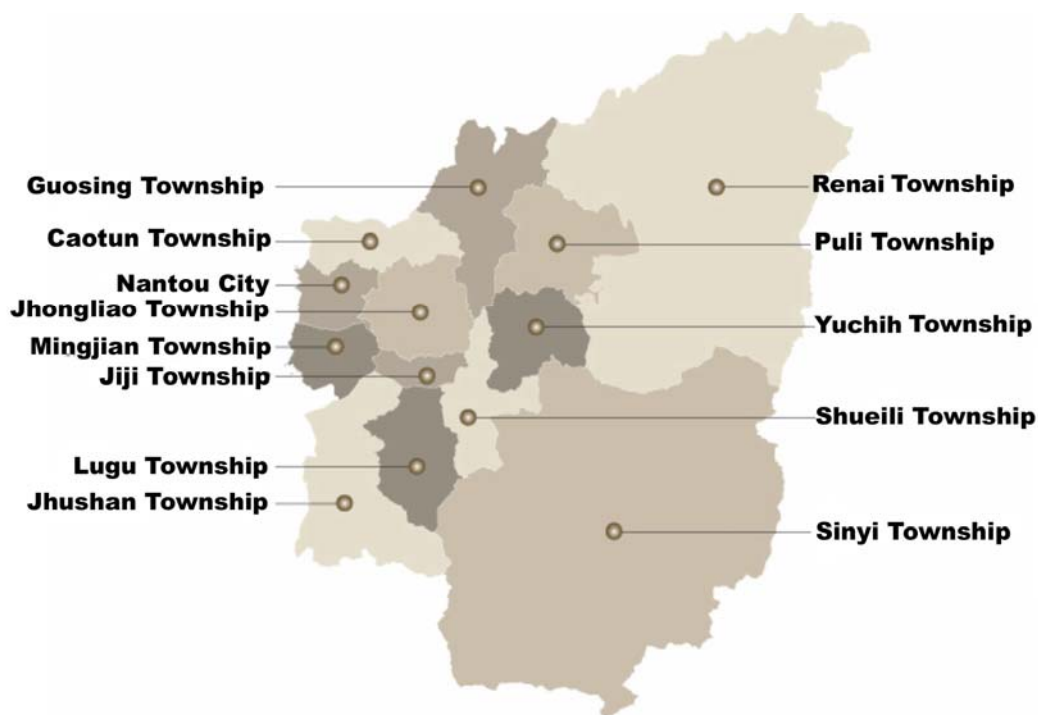 Guosing Township
Caotun Township
Nantou City
Jhongliao Township
Mingjian Township
Jiji Township
Lugu Township
Jhushan Township
Renai Township
Puli Township
Yuchih Township
Shueili Township
Sinyi Township